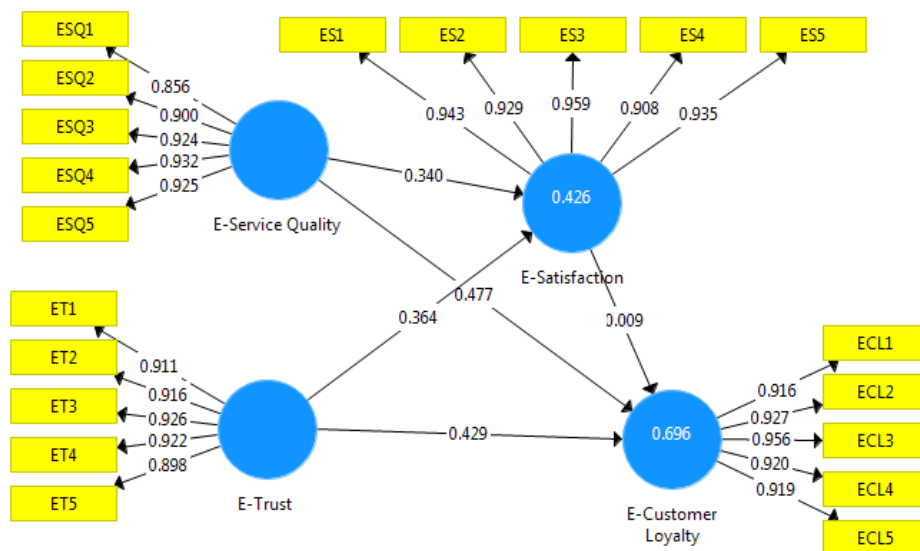 ESQ1
ESQ2
ESQ3
ESQ4
ESQ5
0.856
0.900
0.924
0.932
0.925
E-Service Quality
ES1
ES2
ES3
ES4
ES5
0.943
0.929
0.959
0.908
0.935
0.426
E-Satisfaction
0.340
0.477
0.364
0.009
0.429
ET1
ET2
ET3
ET4
ET5
0.911
0.916
0.926
0.922
0.898
E-Trust
0.696
E-Customer
Loyalty
0.916
0.927
0.956
0.920
0.919
ECL1
ECL2
ECL3
ECL4
ECL5